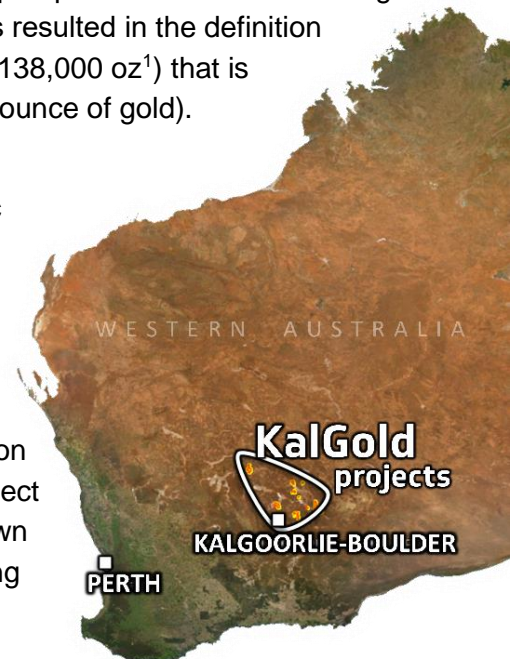 s resulted in the definition
138,000 oz¹) that is
ounce of gold).
WESTERN AUSTRALIA
on
KalGold
projects
ect
wn
KALGOORLIE-BOULDER
ng
PERTH